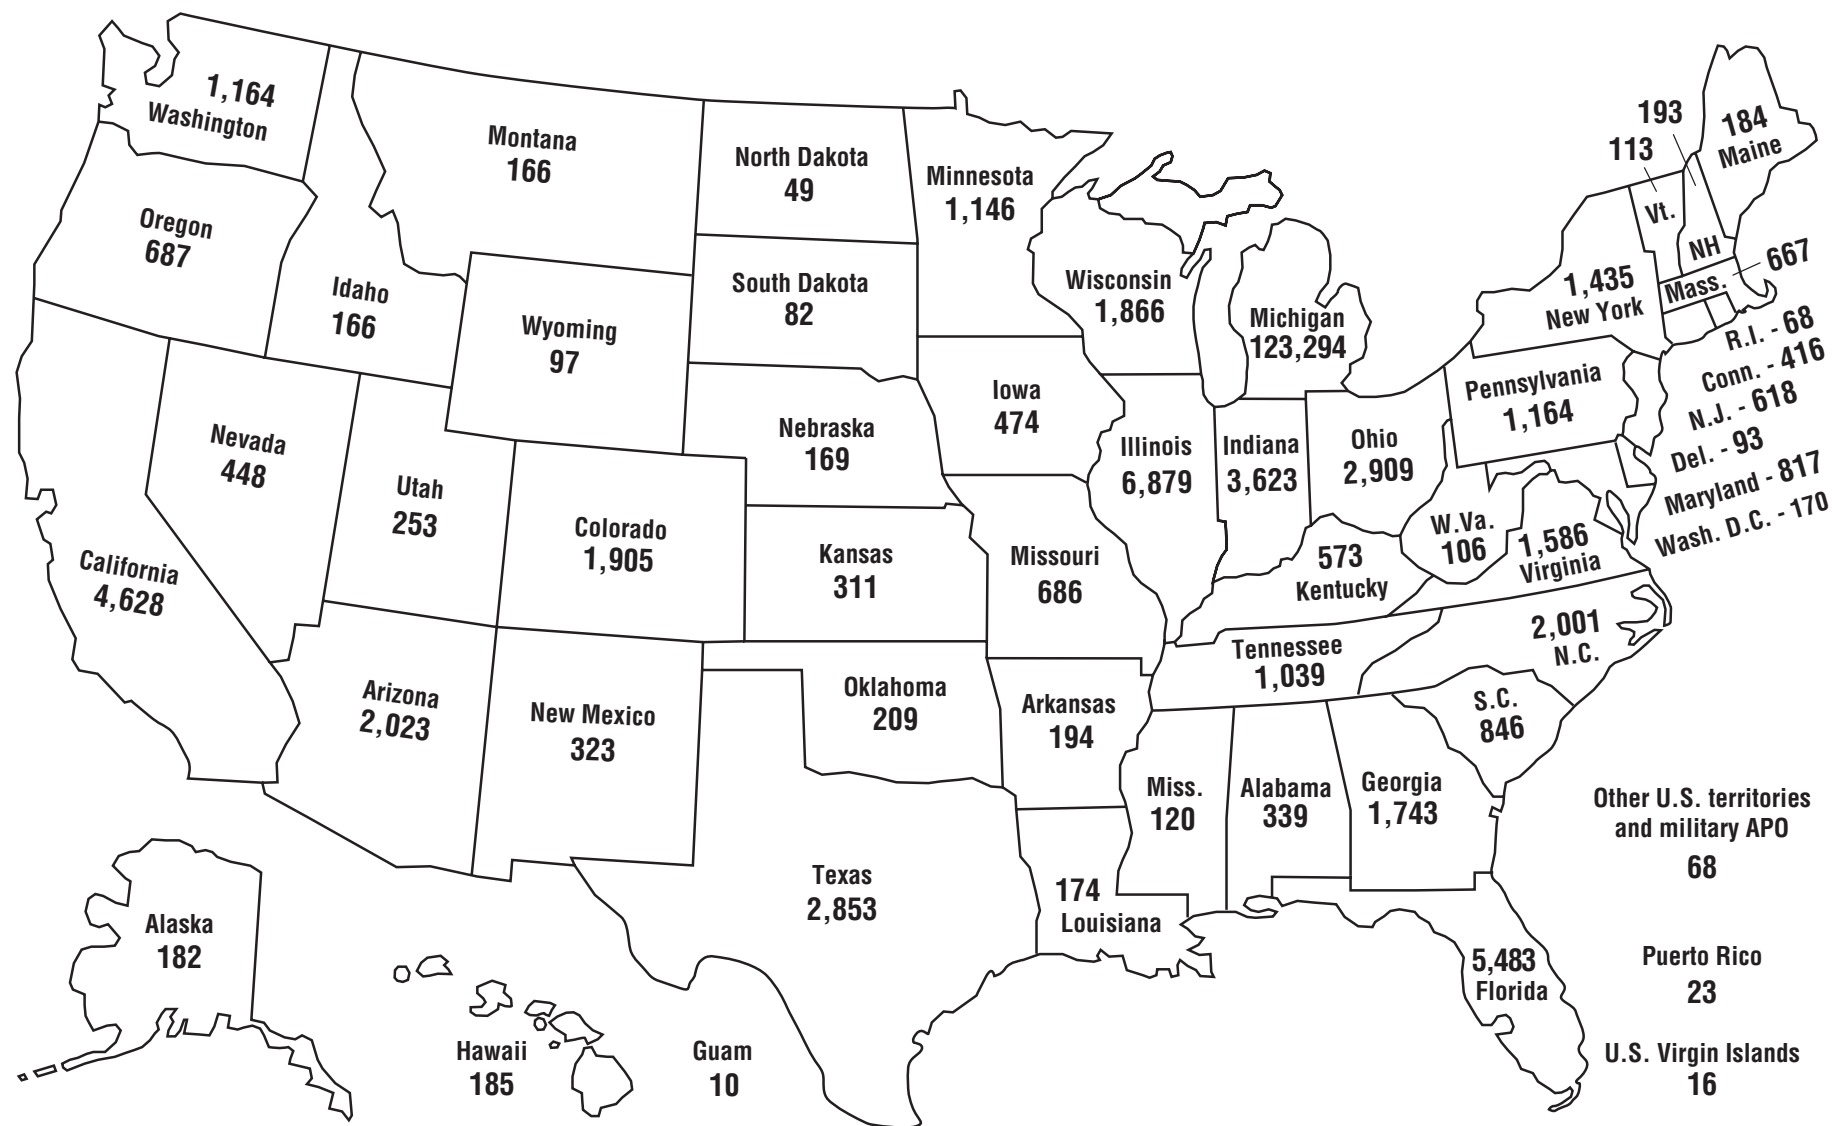 1,164
Washington
Oregon
687
California
4,628
Nevada
448
Idaho
166
Montana
166
Wyoming
97
Utah
253
Colorado
1,905
Arizona
2,023
New Mexico
323
North Dakota
49
South Dakota
82
Nebraska
169
Kansas
311
Oklahoma
209
Texas
2,853
Minnesota
1,146
Iowa
474
Missouri
686
Arkansas
194
174
Louisiana
Wisconsin
1,866
Illinois
6,879
Michigan
123,294
Indiana
3,623
Ohio
2,909
573
Kentucky
Tennessee
1,039
Miss.
120
Alabama
339
Georgia
1,743
5,483
Florida
S.C.
846
2,001
N.C.
1,586
Virginia
W.Va.
106
Pennsylvania
1,164
1,435
New York
113
Vt.
193
NH
184
Maine
Mass.
667
R.I. - 68
Conn. - 416
N.J. - 618
Del. - 93
Maryland - 817
Wash. D.C. - 170
Alaska
182
Hawaii
185
Guam
10
Other U.S. territories
and military APO
68
Puerto Rico
23
U.S. Virgin Islands
16